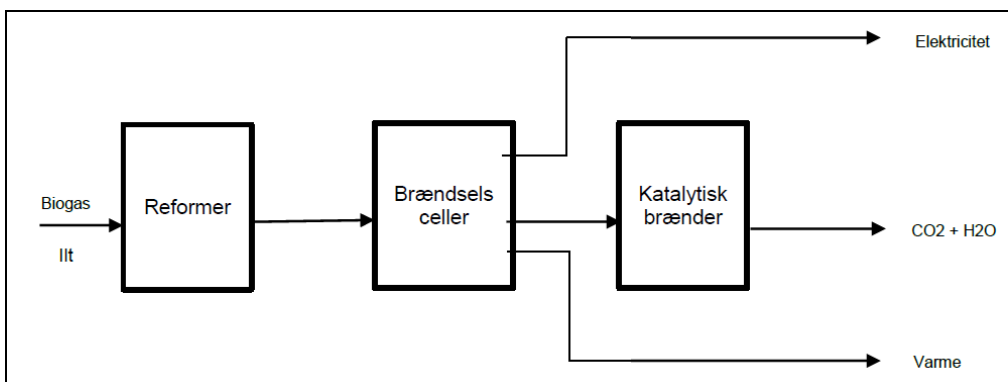 Elektricitet
Biogas
Ilt
Reformer
Brændsels
celler
Katalytisk
brænder
CO2 + H2O
Varme